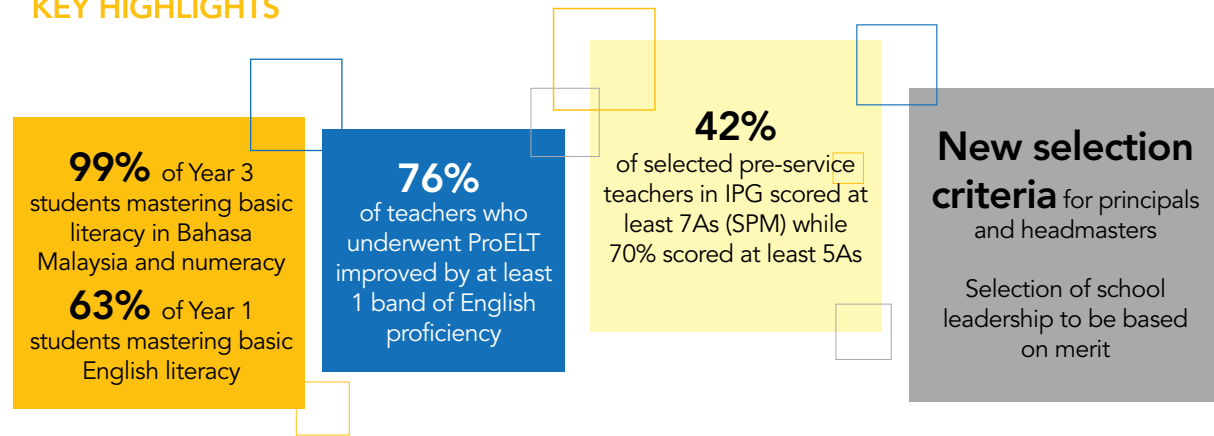 KEY HIGHLIGHTS
99% of Year 3
students mastering basic
literacy in Bahasa
Malaysia and numeracy
63% of Year 1
students mastering basic
English literacy
76%
of teachers who
underwent ProELT
improved by at least
1 band of English
proficiency
42%
of selected pre-service
teachers in IPG scored at
least 7As (SPM) while
70% scored at least 5As
New selection
criteria for principals
and headmasters
Selection of school
leadership to be based
on merit